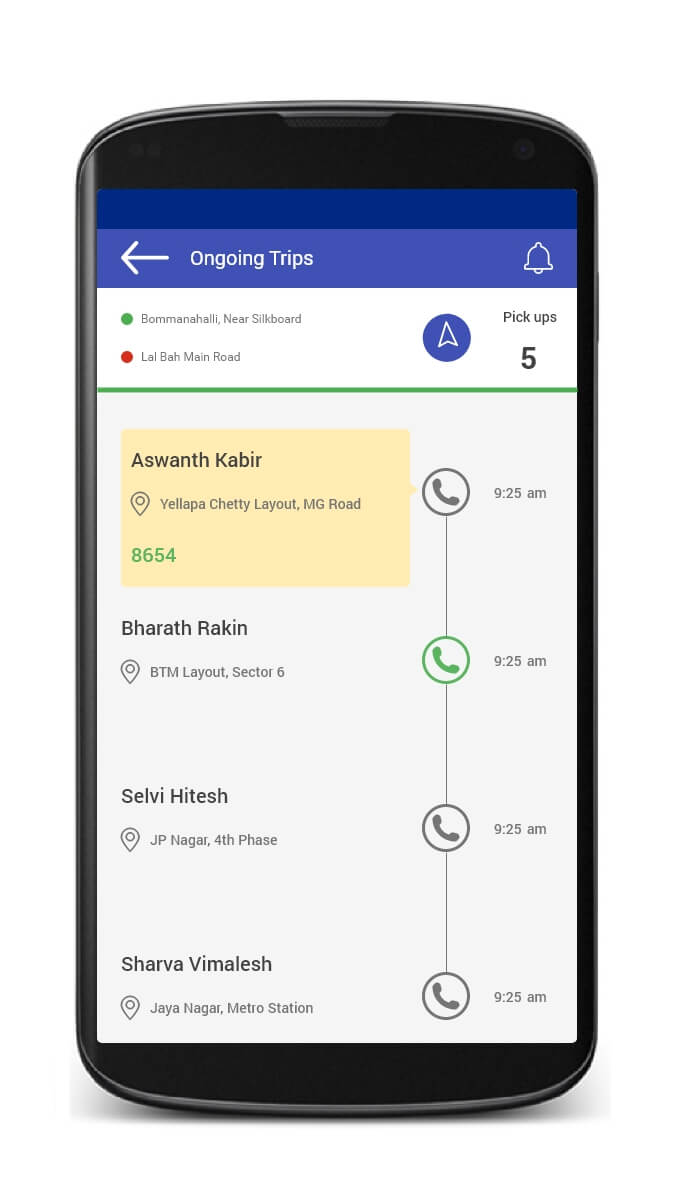 Ongoing Trips
Bommanahalli, Near Silkboard
Lal Bah Main Road
Pick ups
5
Aswanth Kabir
Yellapa Chetty Layout, MG Road
8654
9:25 am
Bharath Rakin
BTM Layout, Sector 6
9:25 am
Selvi Hitesh
JP Nagar, 4th Phase
9:25 am
Sharva Vimalesh
Jaya Nagar, Metro Station
9:25 am